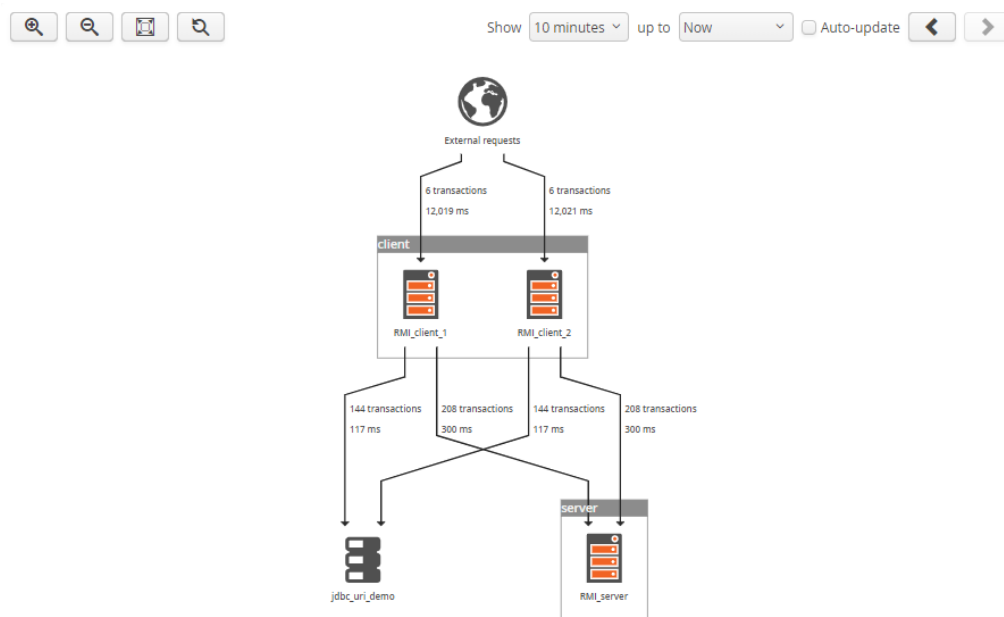 Show 10 minutes up to Now Auto-update
External requests
6 transactions
12,019 ms
6 transactions
12,021 ms
client
RMI_client_1
RMI_client_2
144 transactions
117 ms
208 transactions
300 ms
144 transactions
117 ms
208 transactions
300 ms
server
jdbc_uri_demo
RMI_server